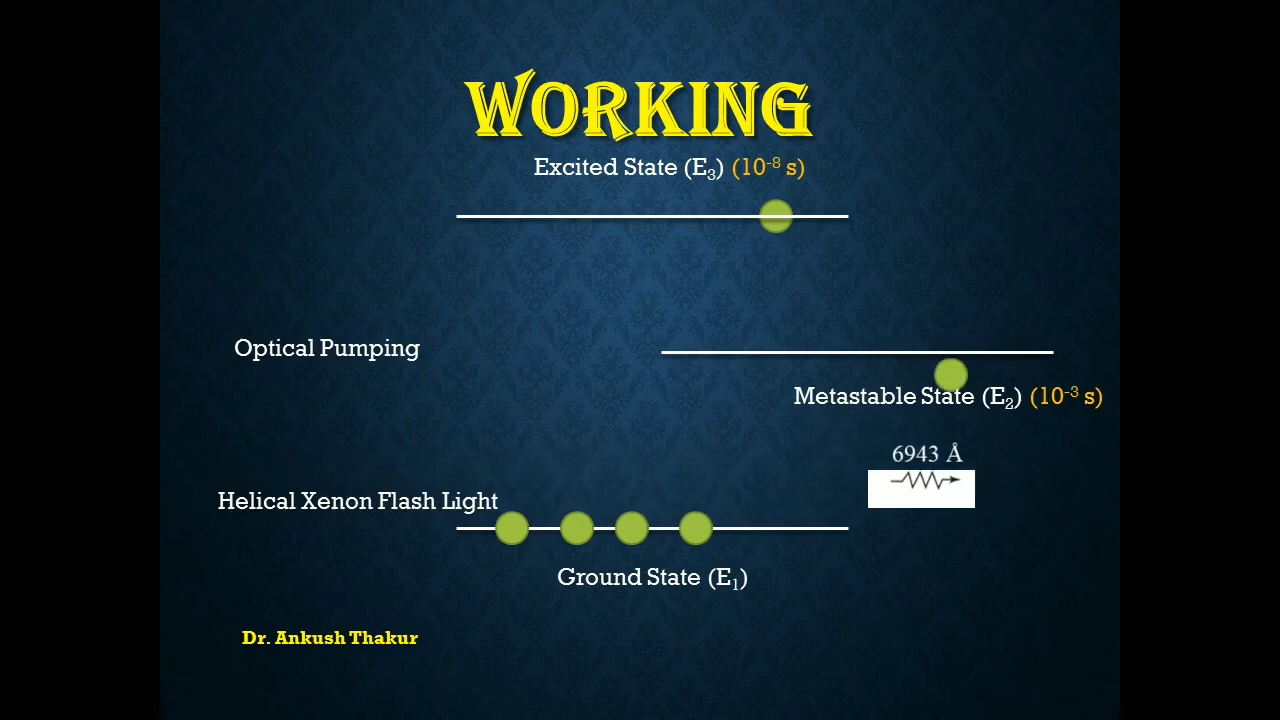 WORKING
Excited State (E₃) (10⁻⁸ s)
Optical Pumping
Metastable State (E₂) (10⁻³ s)
6943 Å
Helical Xenon Flash Light
Ground State (E₁)
Dr. Ankush Thakur